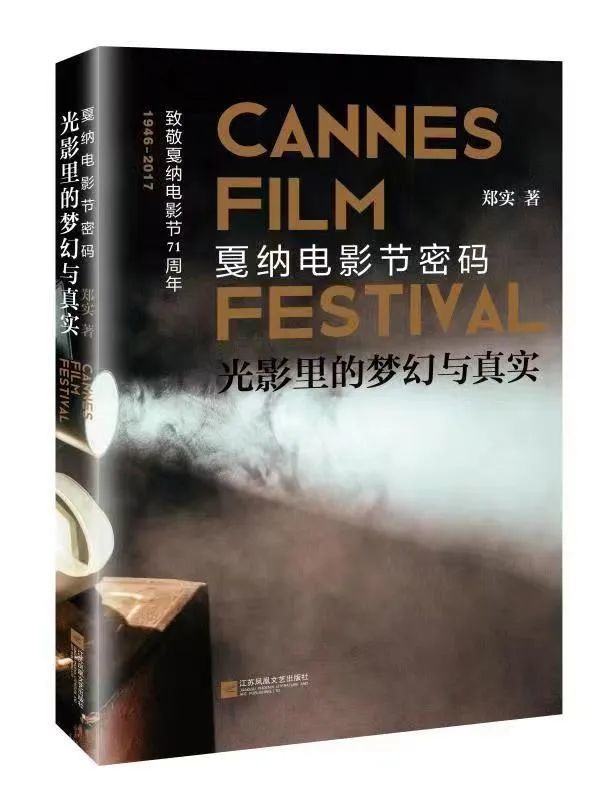 戛纳电影节密码
光影里的梦幻与真实
郑实 著
CANNES
FILM
FESTIVAL
致敬戛纳电影节71周年
1946-2017
CANNES
FILM
郑实 著
戛纳电影节密码
FESTIVAL
光影里的梦幻与真实
江苏凤凰文艺出版社